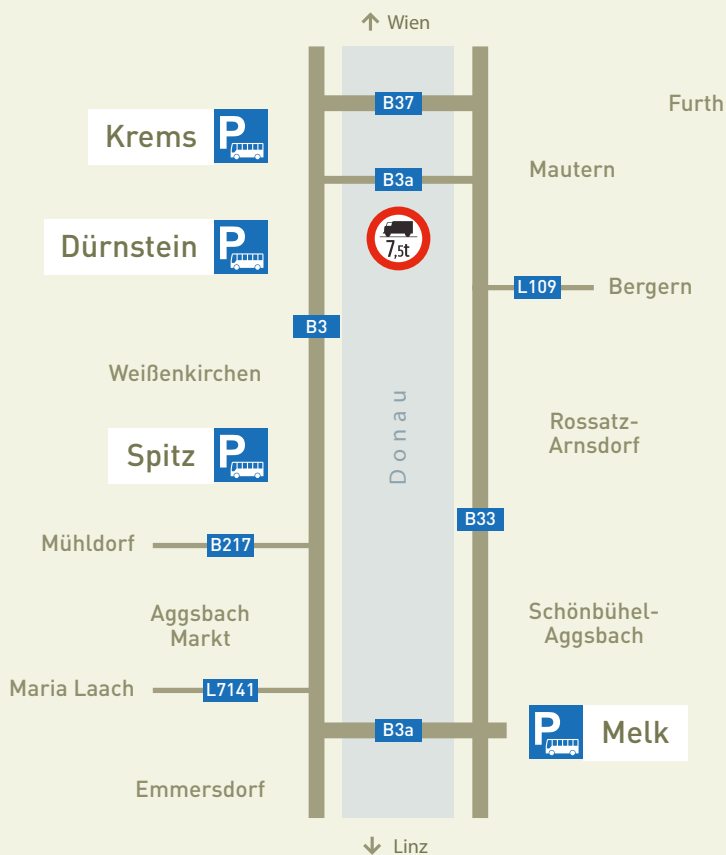 ↑ Wien
B37
Furth
Krems P
B3a
Mautern
Dürnstein P
7,5t
L109 Bergern
B3
Weißenkirchen
Donau
Rossatz-
Arnsdorf
Spitz P
B33
Mühldorf B217
Aggsbach
Markt
Schönbühel-
Aggsbach
Maria Laach L7141
B3a
P Melk
Emmersdorf
↓ Linz